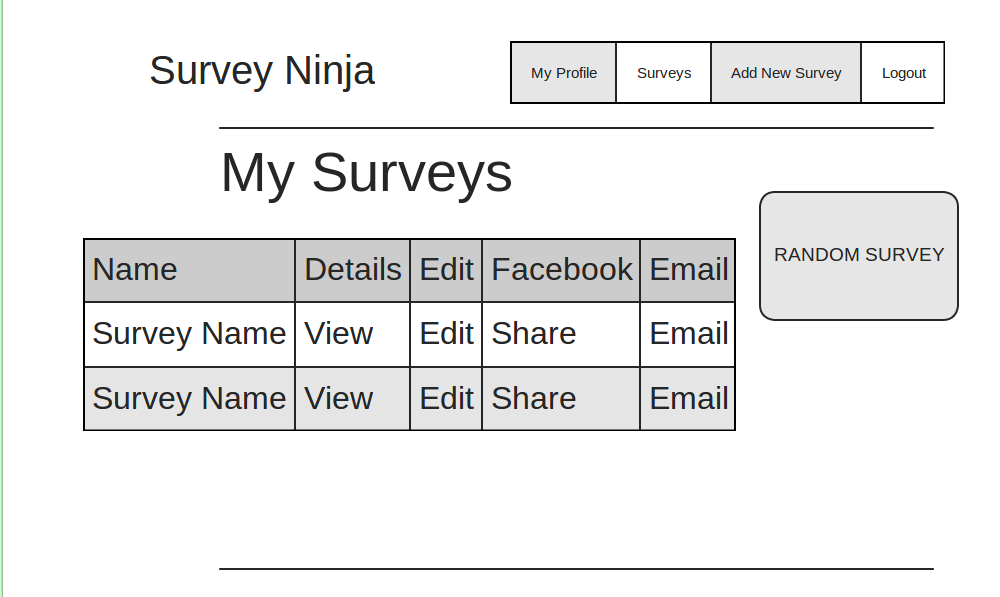 Survey Ninja
My Profile Surveys Add New Survey Logout
My Surveys
RANDOM SURVEY
Name Details Edit Facebook Email
Survey Name View Edit Share Email
Survey Name View Edit Share Email